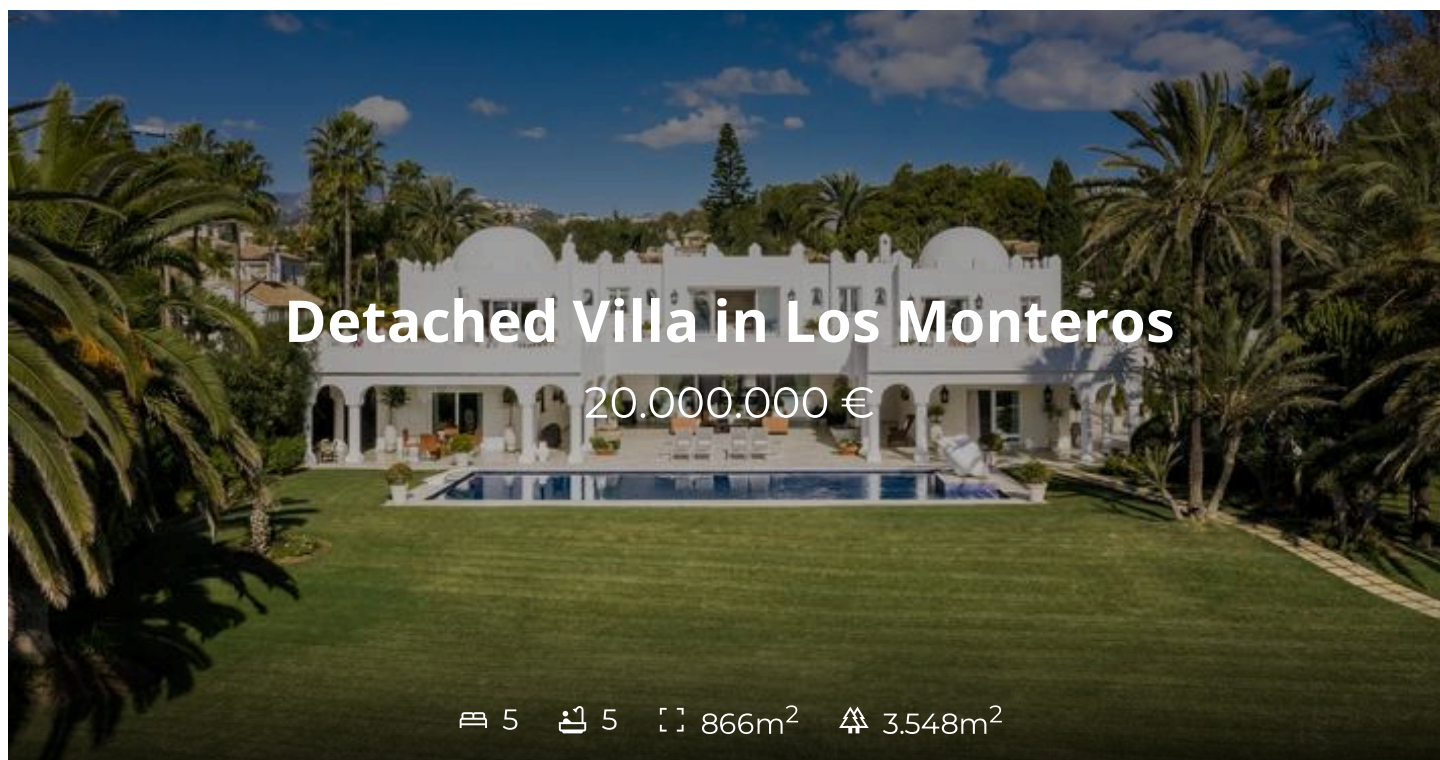 Detached Villa in Los Monteros
20.000.000 €
5 5 866m² 3.548m²